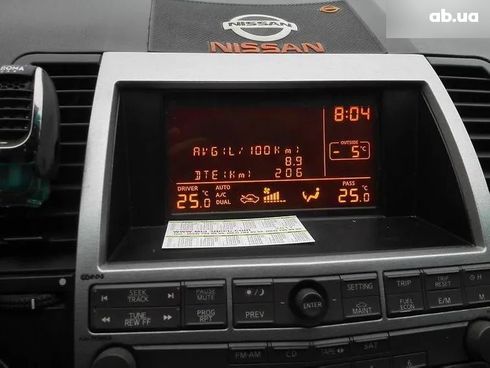 ab.ua
NISSAN
NISSAN
8:04
AVG(L/100Km)
8.9
OUTSIDE
- 5°C
DTE(Km) 206
DRIVER
25.0 °C
AUTO
A/C
DUAL
PASS
25.0 °C
SEEK
TRACK
PAUSE
MUTE
TUNE
REW FF
PROG
RPT
PREV
ENTER
SETTING
MAINT
TRIP
TRIP
RESET
H
FUEL
ECON
E/M
M
FM-AM
CD
TAPE
SAT
6